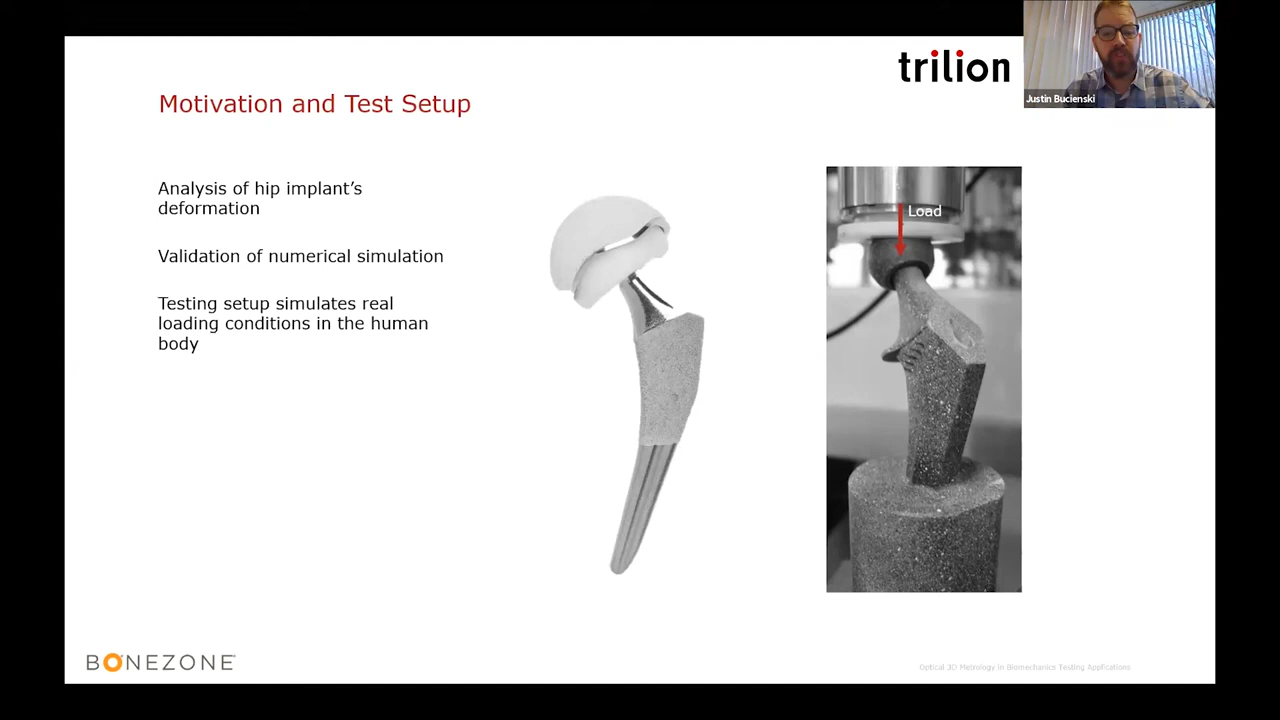 trilion
Justin Bucienski
Motivation and Test Setup
Analysis of hip implant’s
deformation
Validation of numerical simulation
Testing setup simulates real
loading conditions in the human
body
Load
BONEZONE
Optical 3D Metrology in Biomechanics Testing Applications